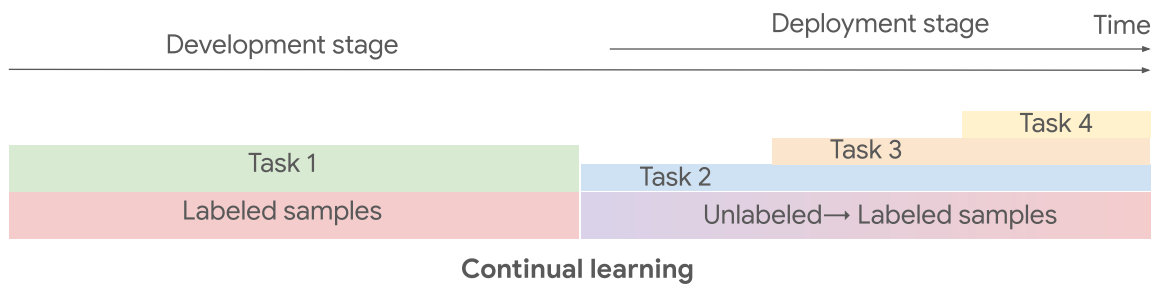 Deployment stage
Time
Development stage
Task 4
Task 3
Task 1
Task 2
Labeled samples
Unlabeled→ Labeled samples
Continual learning